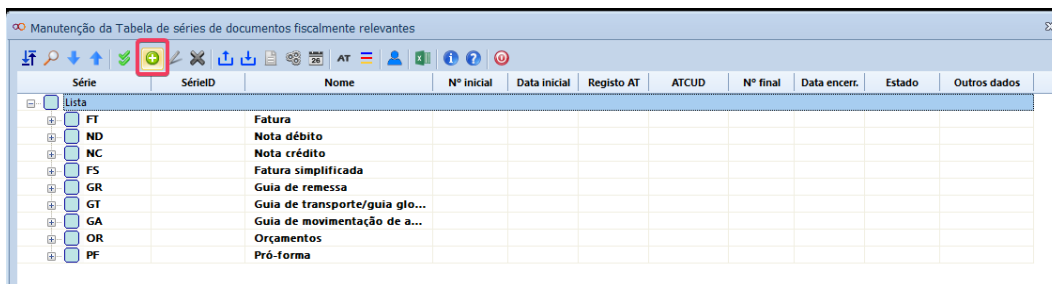 Manutenção da Tabela de séries de documentos fiscalmente relevantes
26 AT
Série SérieID Nome Nº inicial Data inicial Registo AT ATCUD Nº final Data encerr. Estado Outros dados
Lista
FT Fatura
ND Nota débito
NC Nota crédito
FS Fatura simplificada
GR Guia de remessa
GT Guia de transporte/guia glo...
GA Guia de movimentação de a...
OR Orçamentos
PF Pró-forma